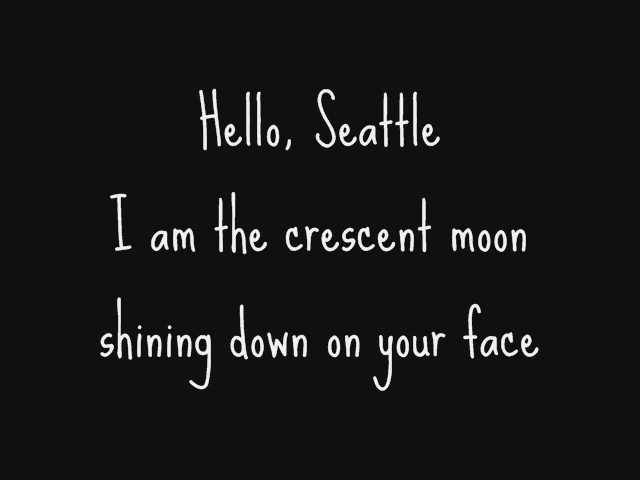 Hello, Seattle
I am the crescent moon
shining down on your face